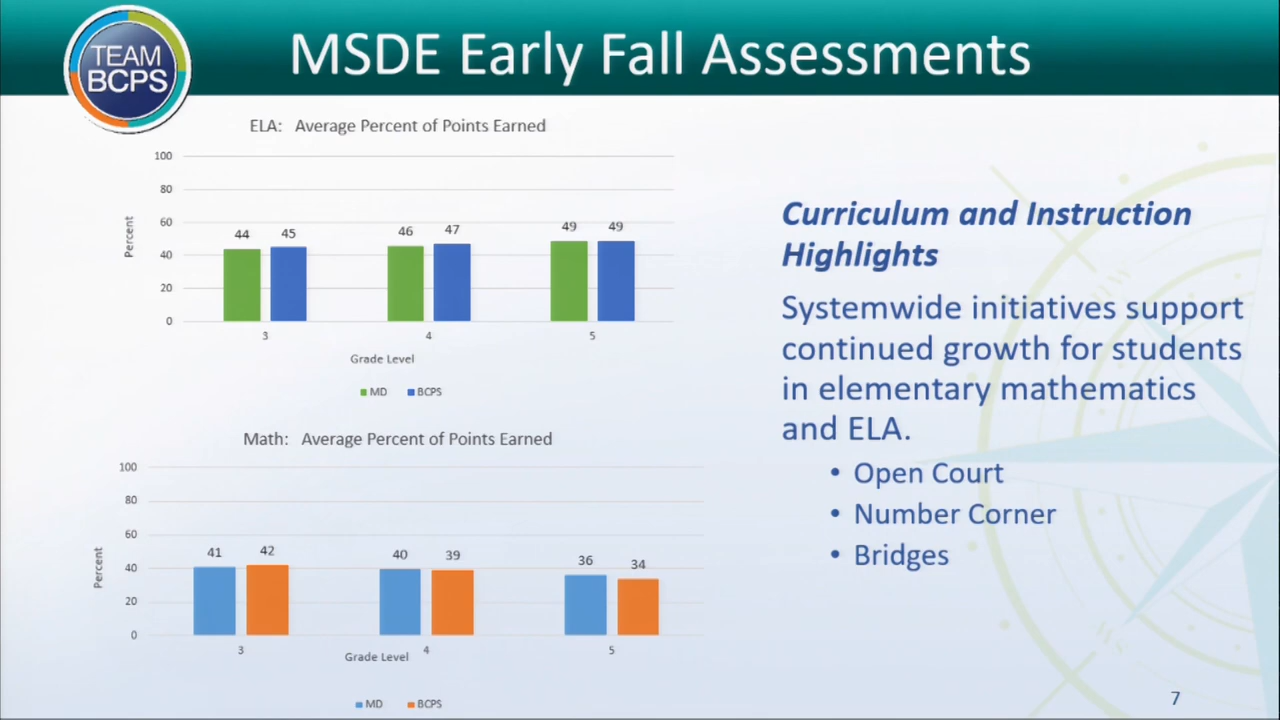 TEAM
BCPS
MSDE Early Fall Assessments
ELA: Average Percent of Points Earned
100
80
60
40
20
0
Percent
44
45
46
47
49
49
3
4
5
Grade Level
MD
BCPS
Math: Average Percent of Points Earned
100
80
60
40
20
0
Percent
41
42
40
39
36
34
3
4
5
Grade Level
MD
BCPS
Curriculum and Instruction
Highlights
Systemwide initiatives support
continued growth for students
in elementary mathematics
and ELA.
• Open Court
• Number Corner
• Bridges
7